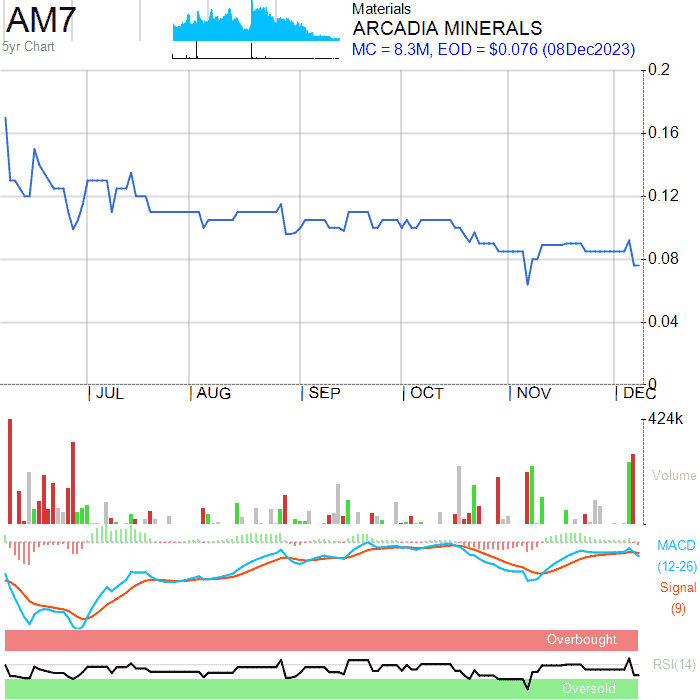 AM7
5yr Chart
Materials
ARCADIA MINERALS
MC = 8.3M, EOD = $0.076 (08Dec2023)
0.2
0.16
0.12
0.08
0.04
0
JUL AUG SEP OCT NOV DEC
424k
Volume
MACD
(12-26)
Signal
(9)
Overbought
RSI(14)
Oversold